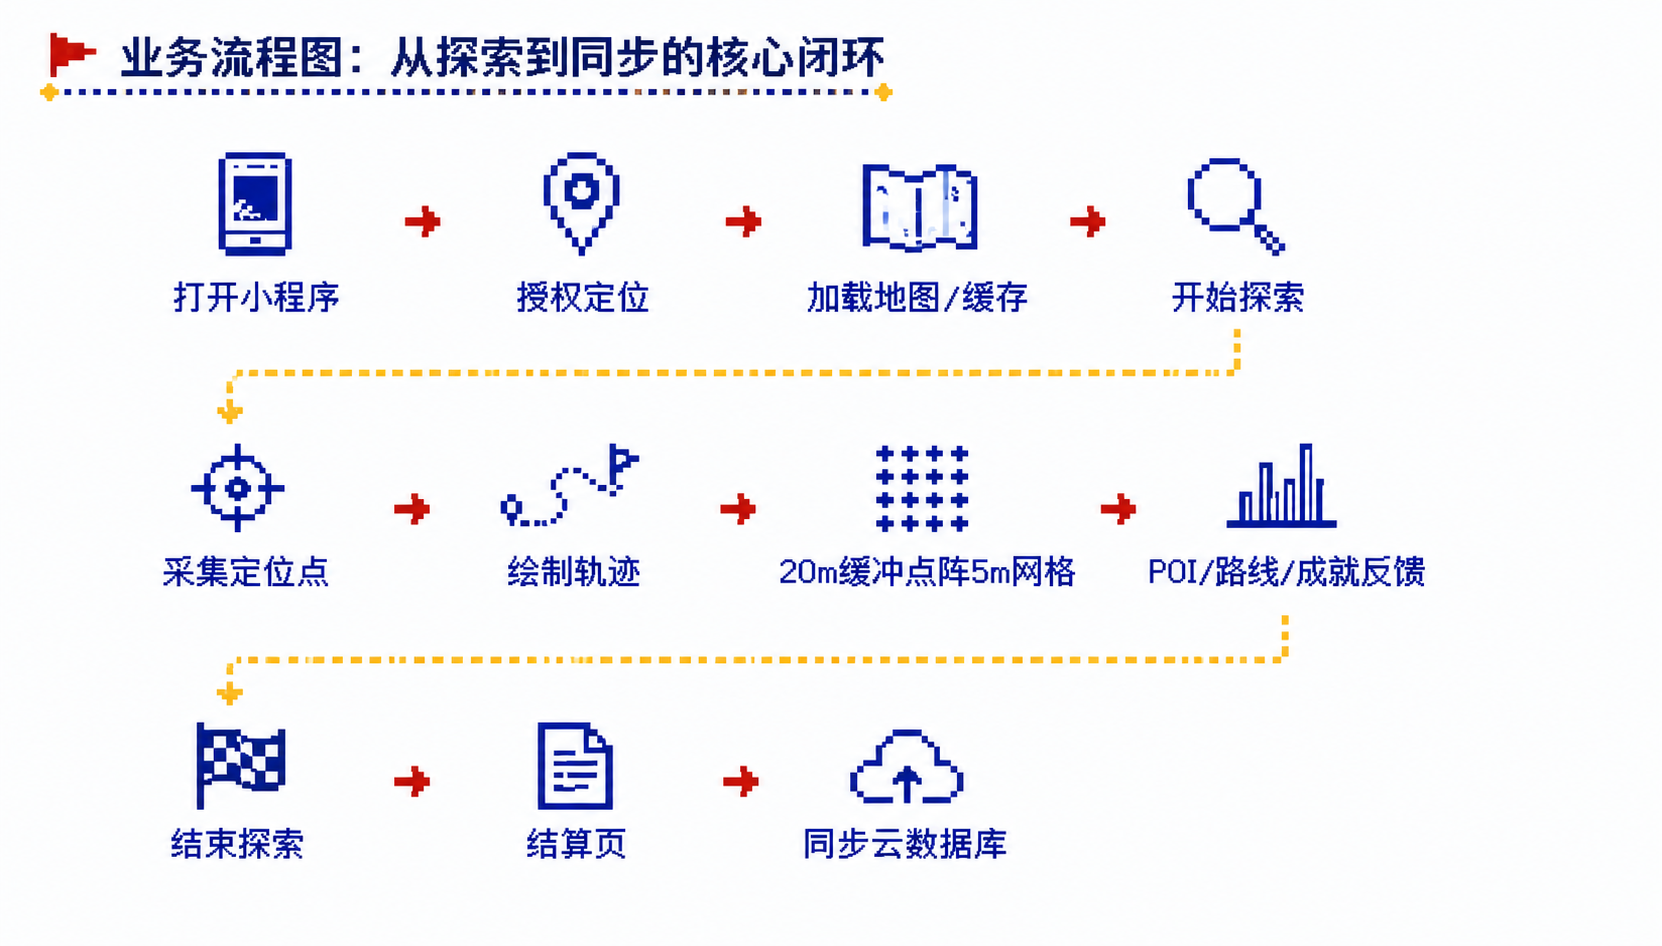 业务流程图：从探索到同步的核心闭环
打开小程序
授权定位
加载地图/缓存
开始探索
采集定位点
绘制轨迹
20m缓冲点阵5m网格
POI/路线/成就反馈
结束探索
结算页
同步云数据库